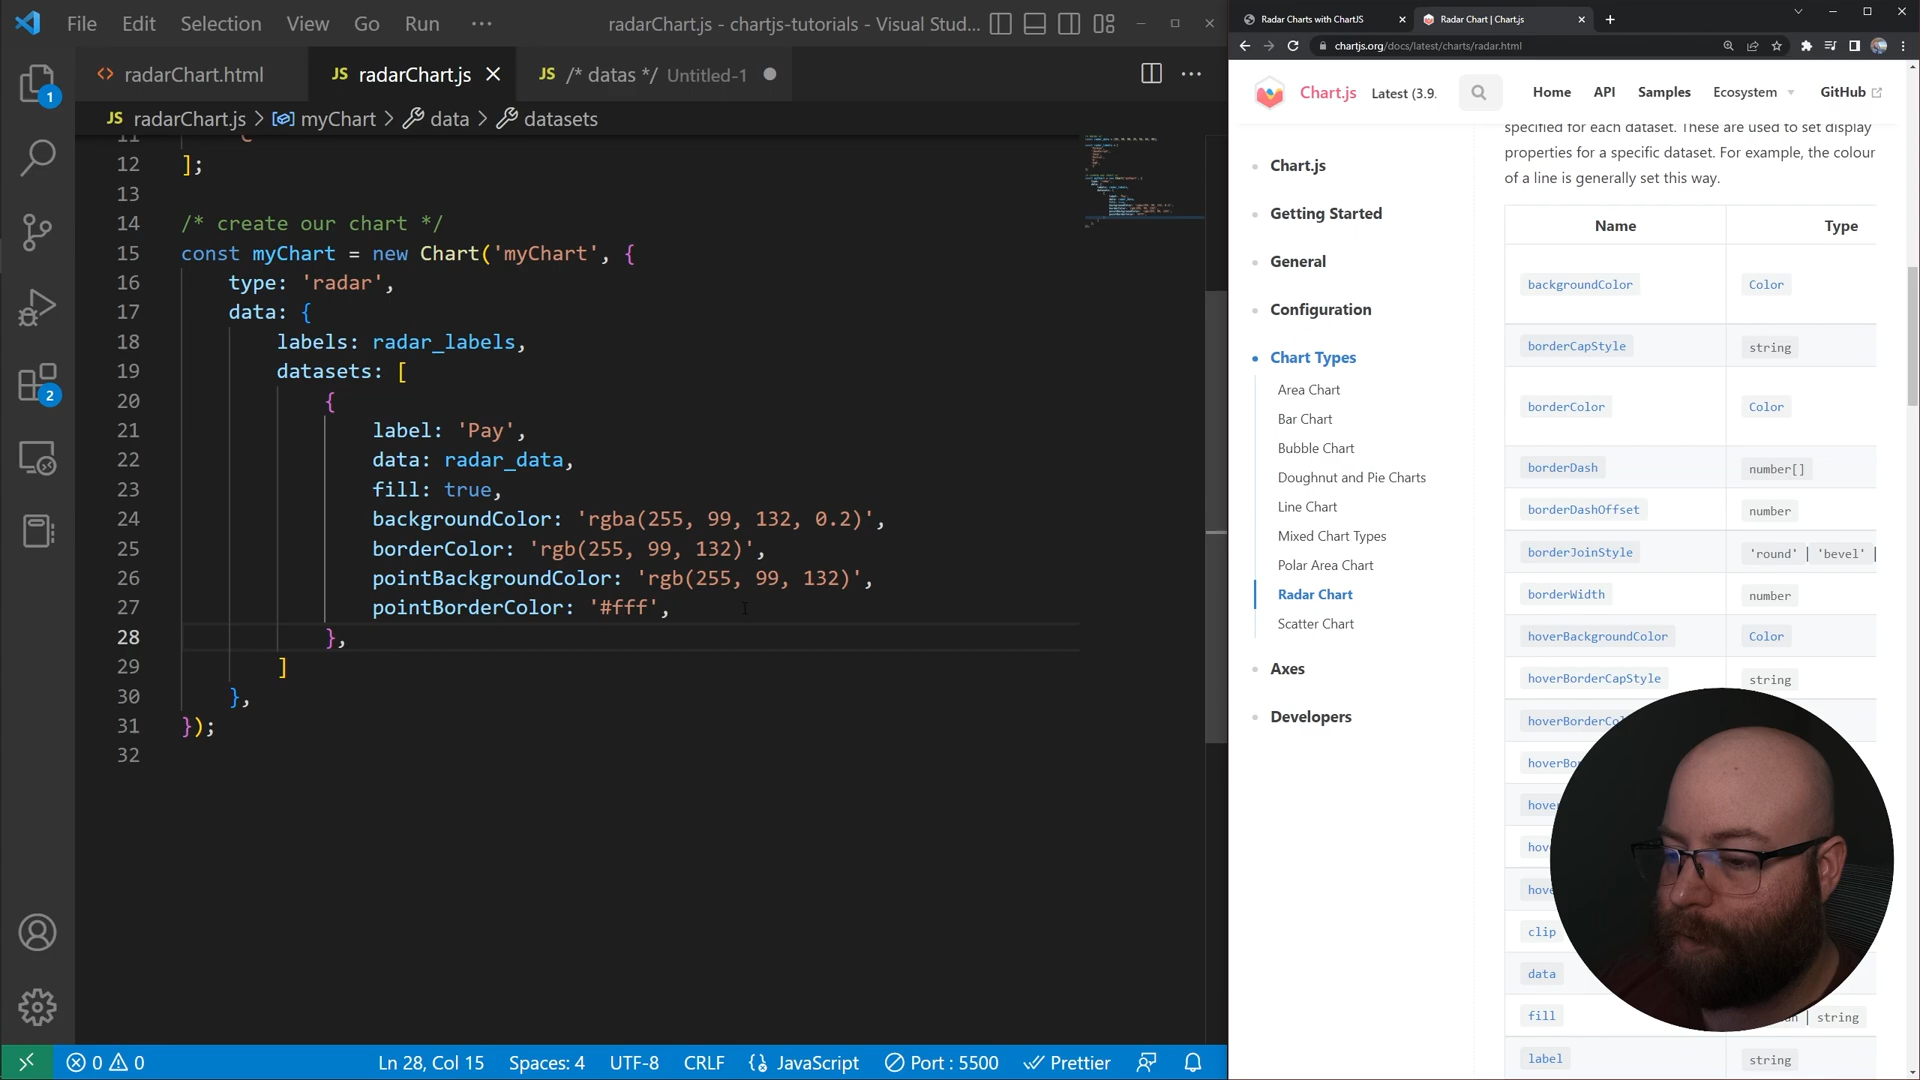 File Edit Selection View Go Run ··· radarChart.js - chartjs-tutorials - Visual Stud...
radarChart.html JS radarChart.js JS /* datas */ Untitled-1
JS radarChart.js > myChart > data > datasets
11
12 ];
13
14 /* create our chart */
15 const myChart = new Chart('myChart', {
16 type: 'radar',
17 data: {
18 labels: radar_labels,
19 datasets: [
20 {
21 label: 'Pay',
22 data: radar_data,
23 fill: true,
24 backgroundColor: 'rgba(255, 99, 132, 0.2)',
25 borderColor: 'rgb(255, 99, 132)',
26 pointBackgroundColor: 'rgb(255, 99, 132)',
27 pointBorderColor: '#fff',
28 },
29 ]
30 },
31 });
32
1
2
0 0 Ln 28, Col 15 Spaces: 4 UTF-8 CRLF JavaScript Port : 5500 Prettier
Radar Charts with ChartJS Radar Chart | Chart.js
chartjs.org/docs/latest/charts/radar.html
Chart.js Latest (3.9. Home API Samples Ecosystem GitHub
Chart.js
Getting Started
General
Configuration
Chart Types
Area Chart
Bar Chart
Bubble Chart
Doughnut and Pie Charts
Line Chart
Mixed Chart Types
Polar Area Chart
Radar Chart
Scatter Chart
Axes
Developers
specified for each dataset. These are used to set display
properties for a specific dataset. For example, the colour
of a line is generally set this way.
Name Type
backgroundColor Color
borderCapStyle string
borderColor Color
borderDash number[]
borderDashOffset number
borderJoinStyle 'round' | 'bevel' |
borderWidth number
hoverBackgroundColor Color
hoverBorderCapStyle string
hoverBorderCol
hoverBor
hove
hov
hove
clip
data
fill | string
label string